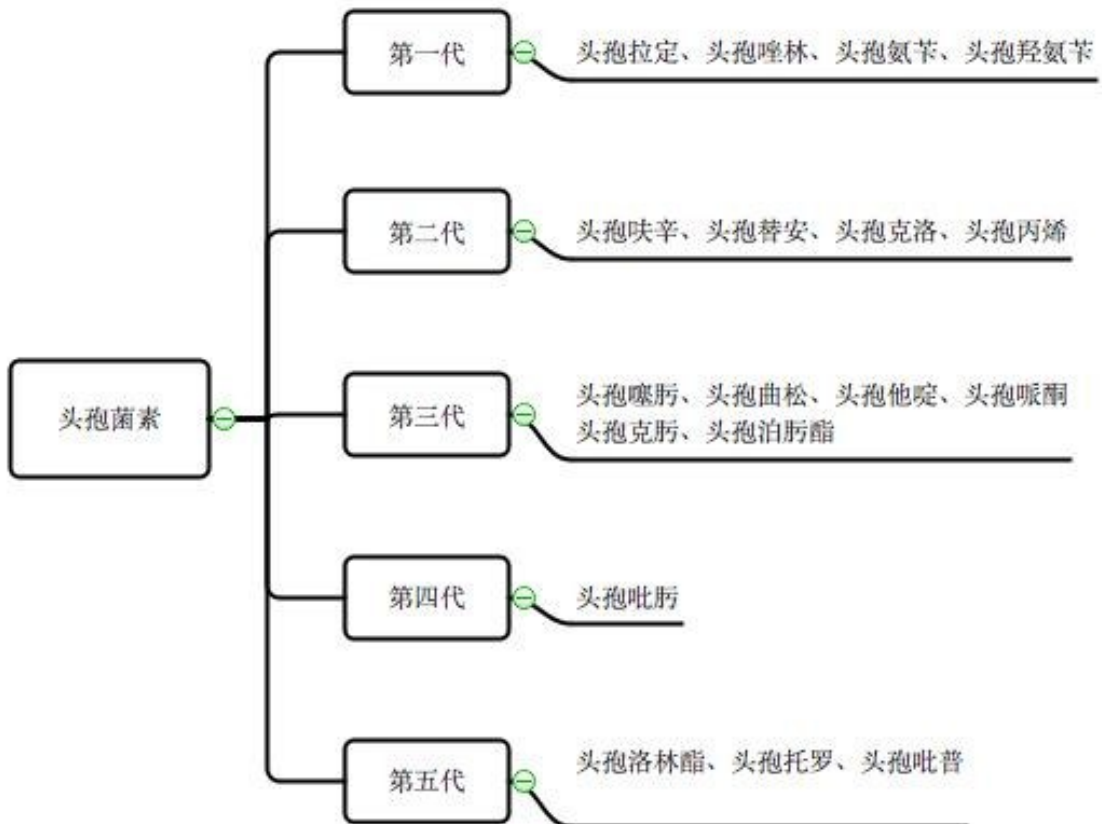 第一代
头孢拉定、头孢唑林、头孢氨苄、头孢羟氨苄
第二代
头孢呋辛、头孢替安、头孢克洛、头孢丙烯
头孢菌素
第三代
头孢噻肟、头孢曲松、头孢他啶、头孢哌酮
头孢克肟、头孢泊肟酯
第四代
头孢吡肟
第五代
头孢洛林酯、头孢托罗、头孢吡普